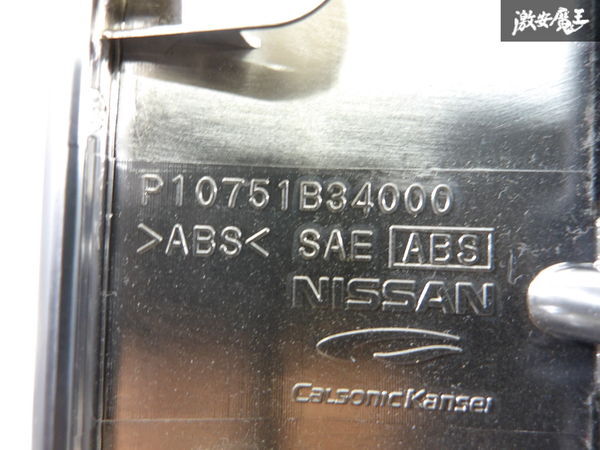 激安魔王
P10751B34000
>ABS< SAE ABS
NISSAN
CalsonicKansei